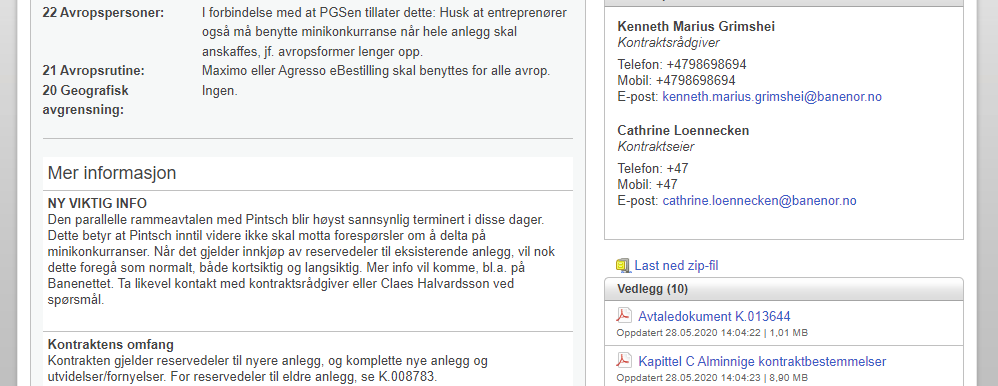 22 Avropspersoner:
I forbindelse med at PGSen tillater dette: Husk at entreprenører
også må benytte minikonkurranse når hele anlegg skal
anskaffes, jf. avropsformer lenger opp.
21 Avropsrutine:
Maximo eller Agresso eBestilling skal benyttes for alle avrop.
20 Geografisk
avgrensning:
Ingen.
Mer informasjon
NY VIKTIG INFO
Den parallelle rammeavtalen med Pintsch blir høyst sannsynlig terminert i disse dager.
Dette betyr at Pintsch inntil videre ikke skal motta forespørsler om å delta på
minikonkurranser. Når det gjelder innkjøp av reservedeler til eksisterende anlegg, vil nok
dette foregå som normalt, både kortsiktig og langsiktig. Mer info vil komme, bl.a. på
Banenettet. Ta likevel kontakt med kontraktsrådgiver eller Claes Halvardsson ved
spørsmål.
Kontraktens omfang
Kontrakten gjelder reservedeler til nyere anlegg, og komplette nye anlegg og
utvidelser/fornyelser. For reservedeler til eldre anlegg, se K.008783.
Kenneth Marius Grimshei
Kontraktsrådgiver
Telefon: +4798698694
Mobil: +4798698694
E-post: kenneth.marius.grimshei@banenor.no
Cathrine Loennecken
Kontraktseier
Telefon: +47
Mobil: +47
E-post: cathrine.loennecken@banenor.no
Last ned zip-fil
Vedlegg (10)
Avtaledokument K.013644
Oppdatert 28.05.2020 14:04:22 | 1,01 MB
Kapittel C Alminnige kontraktbestemmelser
Oppdatert 28.05.2020 14:04:23 | 8,90 MB